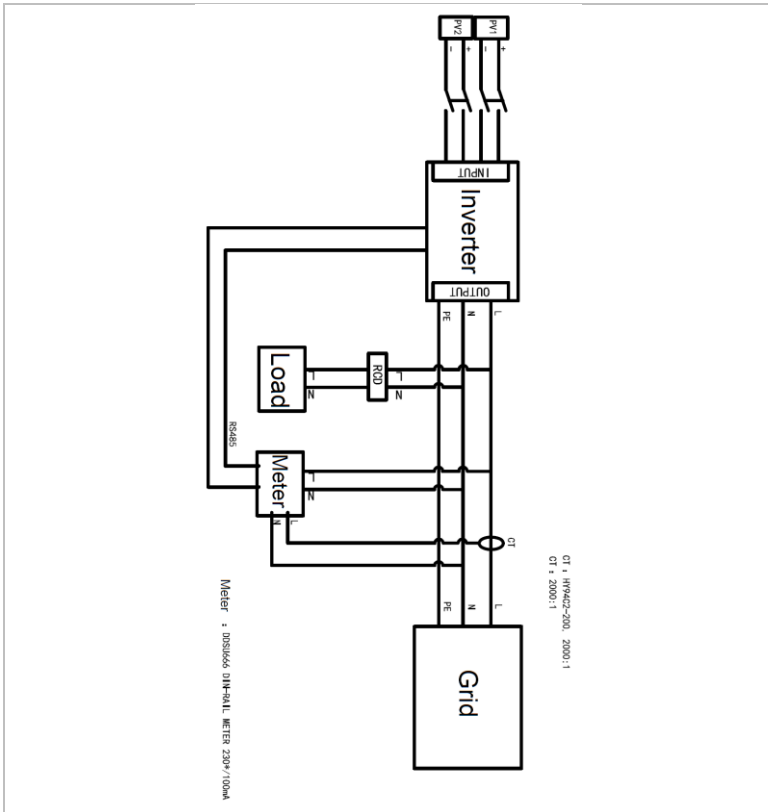 PV2
PV1
-
+
-
+
INPUT
Inverter
OUTPUT
PE
N
L
Load
L
N
RCD
L
N
RS485
Meter
L
N
N
L
CT
CT : HY94C2-200, 2000:1
CT : 2000:1
PE
N
L
Grid
Meter : DDSU666 DIN-RAIL METER 230*/100mA